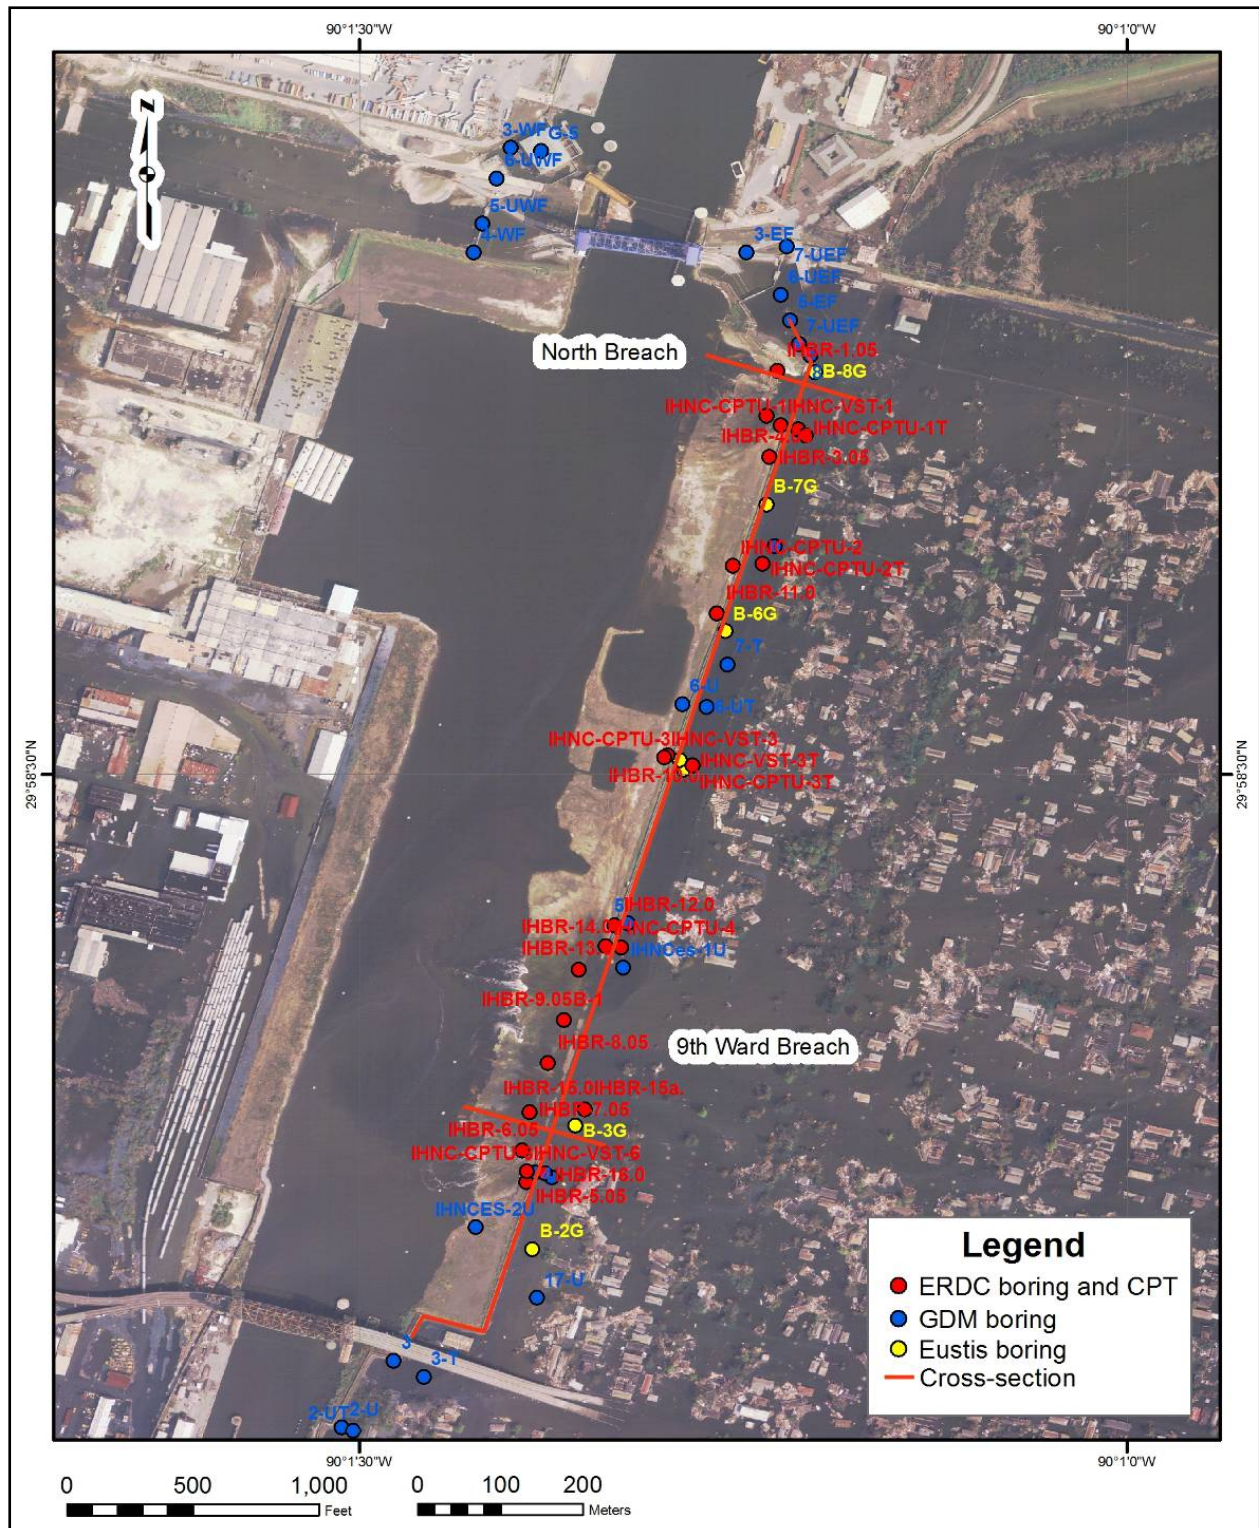 90°1'30"W
90°1'0"W
N
3-WF
G-5
6-UWF
5-UWF
4-WF
3-EF
7-UEF
6-UEF
5-EF
7-UEF
North Breach
IHBR-1.05
B-8G
IHNC-CPTU-1
IHNC-VST-1
IHNC-CPTU-1T
IHBR-3.05
B-7G
IHNC-CPTU-2
IHNC-CPTU-2T
IHBR-11.0
B-6G
7-T
6-U
6-UT
IHNC-CPTU-3
IHNC-VST-3
IHNC-VST-3T
29°58'30"N
29°58'30"N
IHNC-CPTU-3T
5
IHBR-12.0
IHBR-14.0
IHNCes-1U
IHBR-9.05
B-1
9th Ward Breach
IHBR-8.05
IHBR-15.0
IHBR-15a.
B-3G
IHBR-6.05
IHNC-VST-6
IHBR-16.0
IHBR-5.05
IHNCES-2U
B-2G
17-U
3
3-T
2-UT
2-U
Legend
ERDC boring and CPT
GDM boring
Eustis boring
Cross-section
90°1'30"W
90°1'0"W
0 500 1,000
Feet
0 100 200
Meters